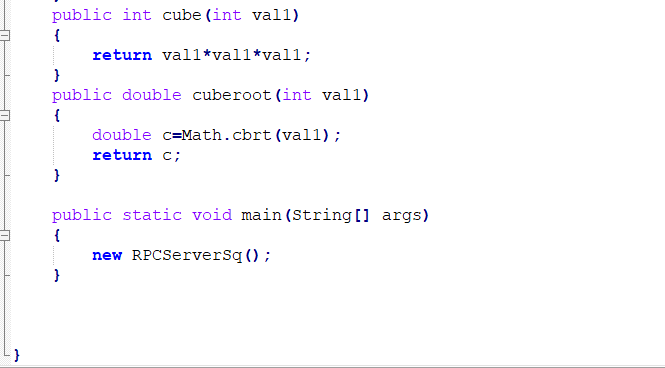 }
public int cube(int val1)
{
return val1*val1*val1;
}
public double cuberoot(int val1)
{
double c=Math.cbrt(val1);
return c;
}
public static void main(String[] args)
{
new RPCServerSq();
}
}